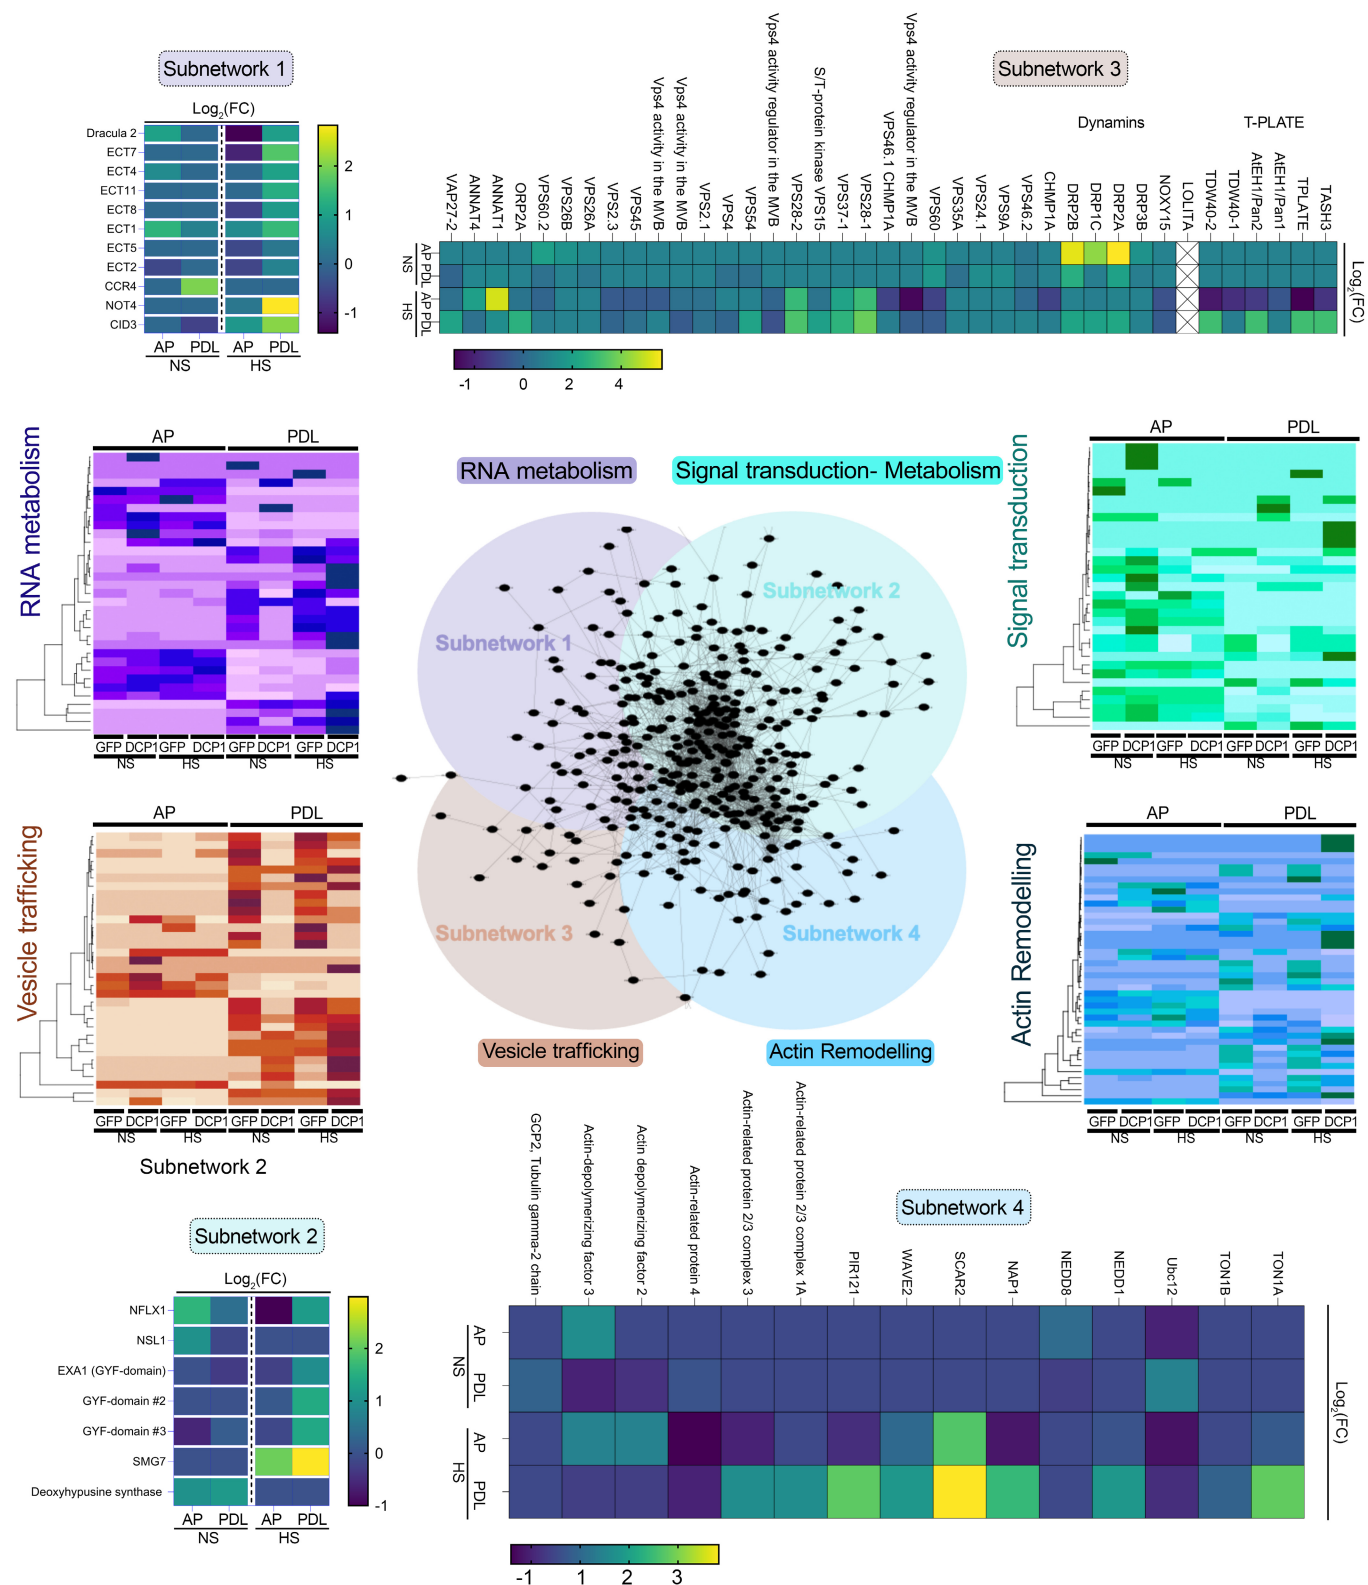 Subnetwork 1
Log2(FC)
Dracula 2
ECT7
ECT4
ECT11
ECT8
ECT1
ECT5
ECT2
CCR4
NOT4
CID3
2
1
0
-1
AP PDL AP PDL
NS HS
Subnetwork 3
Dynamins
T-PLATE
VAP27-2
ANNAT4
ANNAT1
ORP2A
VPS60.2
VPS26B
VPS26A
VPS2.3
VPS45
Vps4 activity in the MVB
Vps4 activity in the MVB
VPS2.1
VPS4
VPS54
Vps4 activity regulator in the MVB
VPS28-2
S/T-protein kinase VPS15
VPS37-1
VPS28-1
VPS46.1 CHMP1A
Vps4 activity regulator in the MVB
VPS60
VPS35A
VPS24.1
VPS9A
VPS46.2
CHMP1A
DRP2B
DRP1C
DRP2A
DRP3B
NOXY15
LOLITA
TDW40-2
TDW40-1
AtEH1/Pan2
AtEH1/Pan1
TPLATE
TASH3
AP PDL
NS
AP PDL
HS
Log2(FC)
-1 0 2 4
RNA metabolism
AP PDL
GFP DCP1 GFP DCP1 GFP DCP1 GFP DCP1
NS HS NS HS
RNA metabolism
Signal transduction- Metabolism
Subnetwork 1
Subnetwork 2
Subnetwork 3
Subnetwork 4
Vesicle trafficking
Actin Remodelling
Signal transduction
AP PDL
GFP DCP1 GFP DCP1 GFP DCP1 GFP DCP1
NS HS NS HS
Vesicle trafficking
AP PDL
GFP DCP1 GFP DCP1 GFP DCP1 GFP DCP1
NS HS NS HS
Actin Remodelling
AP PDL
GFP DCP1 GFP DCP1 GFP DCP1 GFP DCP1
NS HS NS HS
Subnetwork 2
Subnetwork 2
Log2(FC)
NFLX1
NSL1
EXA1 (GYF-domain)
GYF-domain #2
GYF-domain #3
SMG7
Deoxyhypusine synthase
2
1
0
-1
AP PDL AP PDL
NS HS
Subnetwork 4
GCP2, Tubulin gamma-2 chain
Actin-depolymerizing factor 3
Actin depolymerizing factor 2
Actin-related protein 4
Actin-related protein 2/3 complex 3
Actin-related protein 2/3 complex 1A
PIR121
WAVE2
SCAR2
NAP1
NEDD8
NEDD1
Ubc12
TON1B
TON1A
AP PDL
NS
AP PDL
HS
Log2(FC)
-1 1 2 3